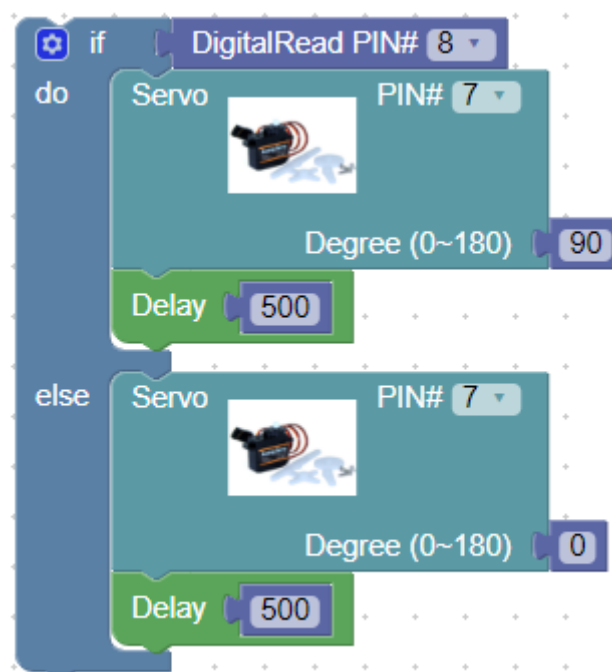 if DigitalRead PIN# 8
do Servo PIN# 7
Degree (0~180) 90
Delay 500
else Servo PIN# 7
Degree (0~180) 0
Delay 500